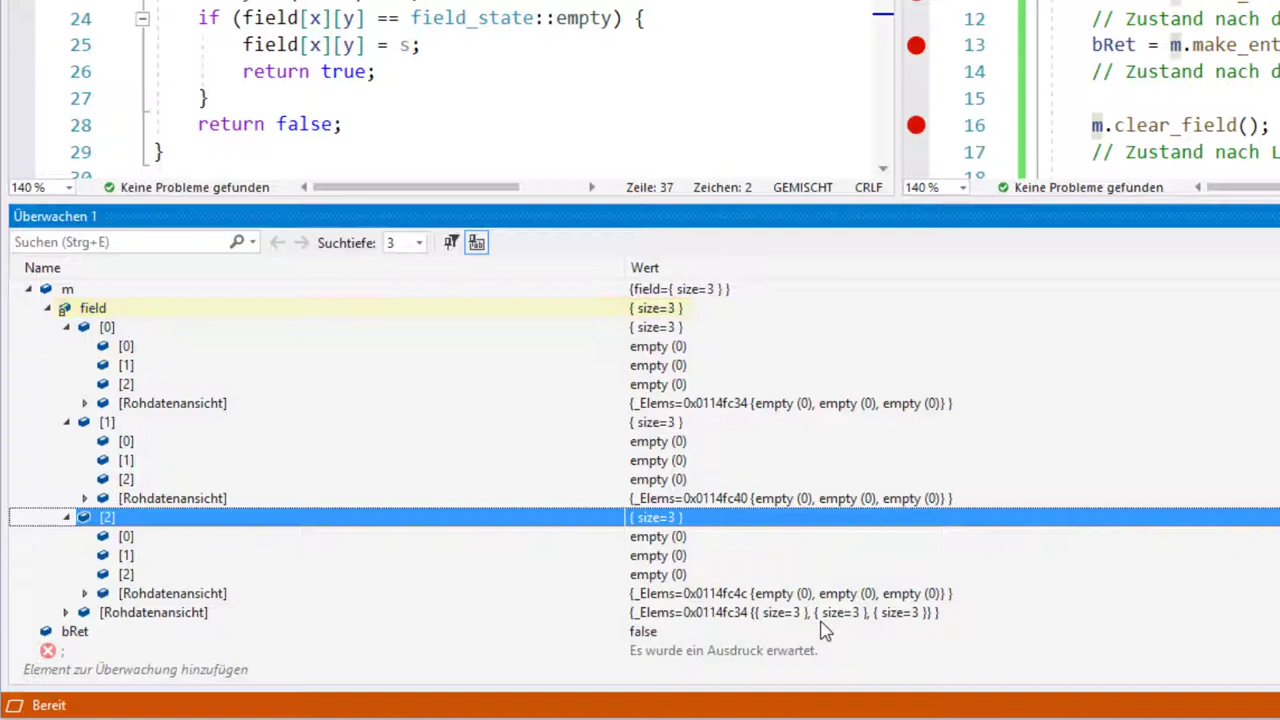 24 if (field[x][y] == field_state::empty) {
25 field[x][y] = s;
26 return true;
27 }
28 return false;
29 }
12 // Zustand nach d
13 bRet = m.make_ent
14 // Zustand nach d
15
16 m.clear_field();
17 // Zustand nach L
18
140 % Keine Probleme gefunden Zeile: 37 Zeichen: 2 GEMISCHT CRLF
140 % Keine Probleme gefunden
Überwachen 1
Suchen (Strg+E) Suchtiefe: 3
Name Wert
m {field={ size=3 } }
field { size=3 }
[0] { size=3 }
[0] empty (0)
[1] empty (0)
[2] empty (0)
[Rohdatenansicht] {_Elems=0x0114fc34 {empty (0), empty (0), empty (0)} }
[1] { size=3 }
[0] empty (0)
[1] empty (0)
[2] empty (0)
[Rohdatenansicht] {_Elems=0x0114fc40 {empty (0), empty (0), empty (0)} }
[2] { size=3 }
[0] empty (0)
[1] empty (0)
[2] empty (0)
[Rohdatenansicht] {_Elems=0x0114fc4c {empty (0), empty (0), empty (0)} }
[Rohdatenansicht] {_Elems=0x0114fc34 {{ size=3 }, { size=3 }, { size=3 }} }
bRet false
; Es wurde ein Ausdruck erwartet.
Element zur Überwachung hinzufügen
Bereit